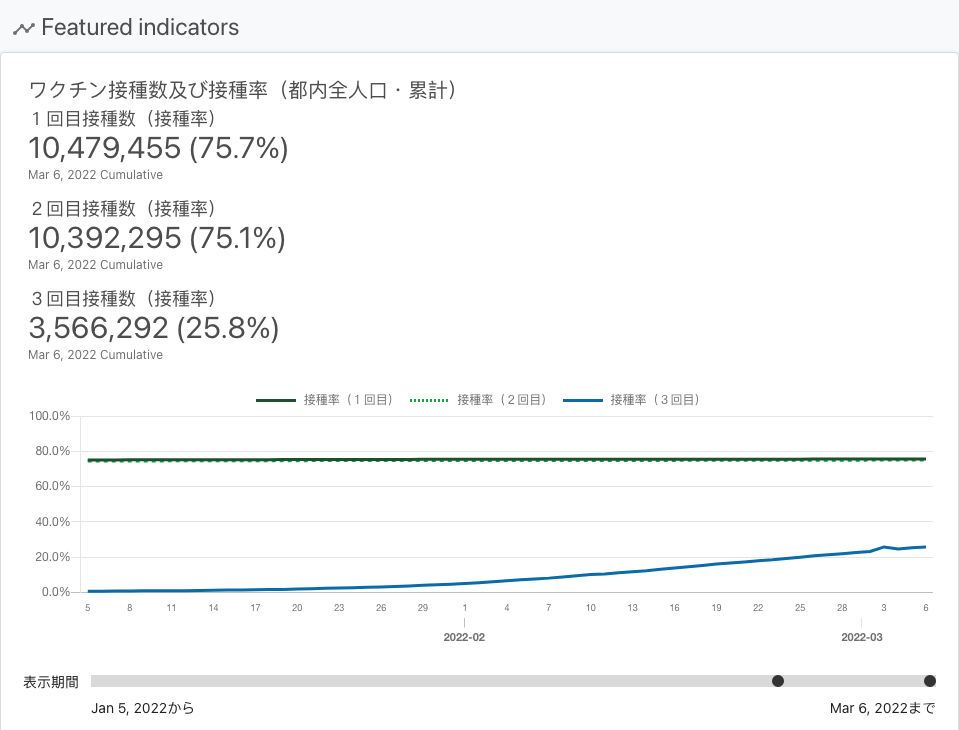 Featured indicators
ワクチン接種数及び接種率（都内全人口・累計）
１回目接種数（接種率）
10,479,455 (75.7%)
Mar 6, 2022 Cumulative
２回目接種数（接種率）
10,392,295 (75.1%)
Mar 6, 2022 Cumulative
３回目接種数（接種率）
3,566,292 (25.8%)
Mar 6, 2022 Cumulative
接種率（１回目） 接種率（２回目） 接種率（３回目）
100.0%
80.0%
60.0%
40.0%
20.0%
0.0%
5 8 11 14 17 20 23 26 29 1 4 7 10 13 16 19 22 25 28 3 6
2022-02 2022-03
表示期間
Jan 5, 2022から Mar 6, 2022まで